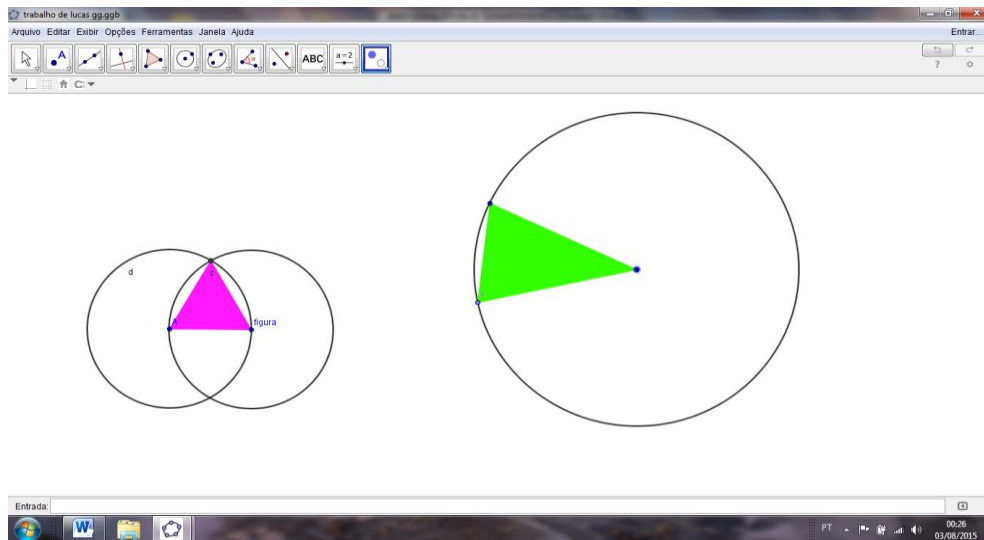 trabalho de lucas gg.ggb
Arquivo Editar Exibir Opções Ferramentas Janela Ajuda
Entrar...
A
ABC
a = 2
?
d
c
A
figura
Entrada:
W
PT
00:26
03/08/2015